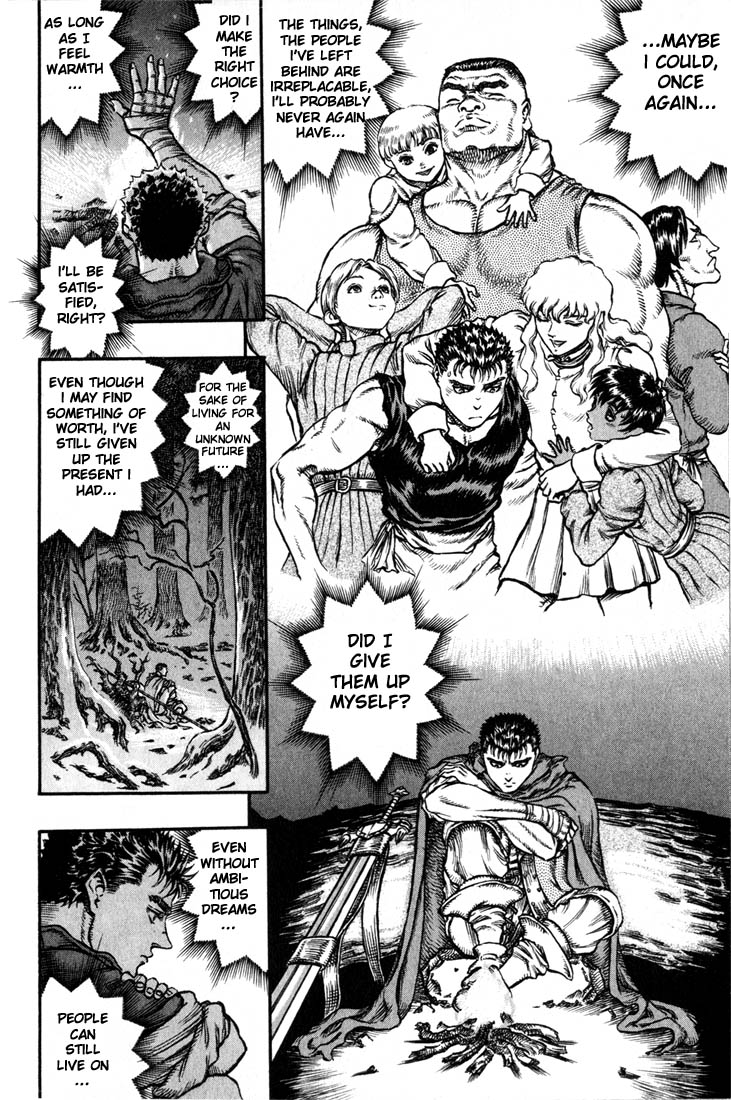 ...MAYBE
I COULD,
ONCE
AGAIN...
THE THINGS,
THE PEOPLE
I'VE LEFT
BEHIND ARE
IRREPLACABLE,
I'LL PROBABLY
NEVER AGAIN
HAVE...
DID I
GIVE
THEM UP
MYSELF?
DID I
MAKE
THE RIGHT
CHOICE
?
AS LONG
AS I
FEEL
WARMTH
...
I'LL BE
SATIS-
FIED,
RIGHT?
FOR THE
SAKE OF
LIVING FOR
AN
UNKNOWN
FUTURE
...
EVEN THOUGH
I MAY FIND
SOMETHING OF
WORTH, I'VE
STILL GIVEN
UP THE
PRESENT I
HAD...
EVEN
WITHOUT
AMBI-
TIOUS
DREAMS
...
PEOPLE
CAN
STILL
LIVE ON
...